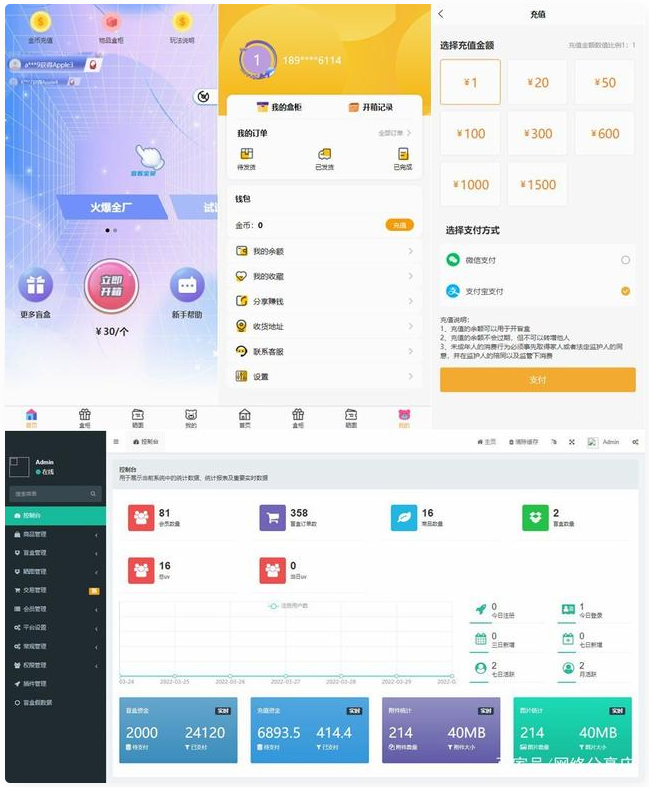 金币充值
物品盒柜
玩法说明
a***9获得Apple3
火爆全厂
试
立即
开箱
更多盲盒
新手帮助
￥30/个
首页
盒柜
晒图
我的
1
189****6114
我的盒柜
开箱记录
我的订单
全部订单
待发货
已发货
已完成
钱包
金币：0
充值
我的余额
我的收藏
分享赚钱
收货地址
联系客服
设置
首页
盒柜
晒图
我的
充值
选择充值金额
充值金额数值比例1：1
￥1
￥20
￥50
￥100
￥300
￥600
￥1000
￥1500
选择支付方式
微信支付
支付宝支付
充值说明：
1、充值的余额可以用于开盲盒
2、充值的余额不会过期，但不可以转增他人
3、未成年人的消费行为必须事先取得家人或者法定监护人的同
意，并在监护人的陪同以及监管下消费
支付
Admin
在线
搜索菜单
控制台
商品管理
盲盒管理
晒图管理
交易管理
会员管理
平台设置
常规管理
权限管理
插件管理
盲盒假数据
控制台
主页
清除缓存
Admin
控制台
用于展示当前系统中的统计数据、统计报表及重要实时数据
81
会员数量
358
盲盒订单数
16
商品数量
2
盲盒数量
16
总uv
0
当日uv
注册用户数
03-24
2022-03-25
2022-03-26
2022-03-27
2022-03-28
2022-03-29
2022-0
0
今日注册
1
今日登录
0
三日新增
0
七日新增
2
七日活跃
2
月活跃
盲盒资金
实时
2000
待支付
24120
已支付
充值资金
实时
6893.5
待支付
414.4
已支付
附件统计
实时
214
附件数量
40MB
附件大小
图片统计
实时
214
图片数量
40MB
图片大小